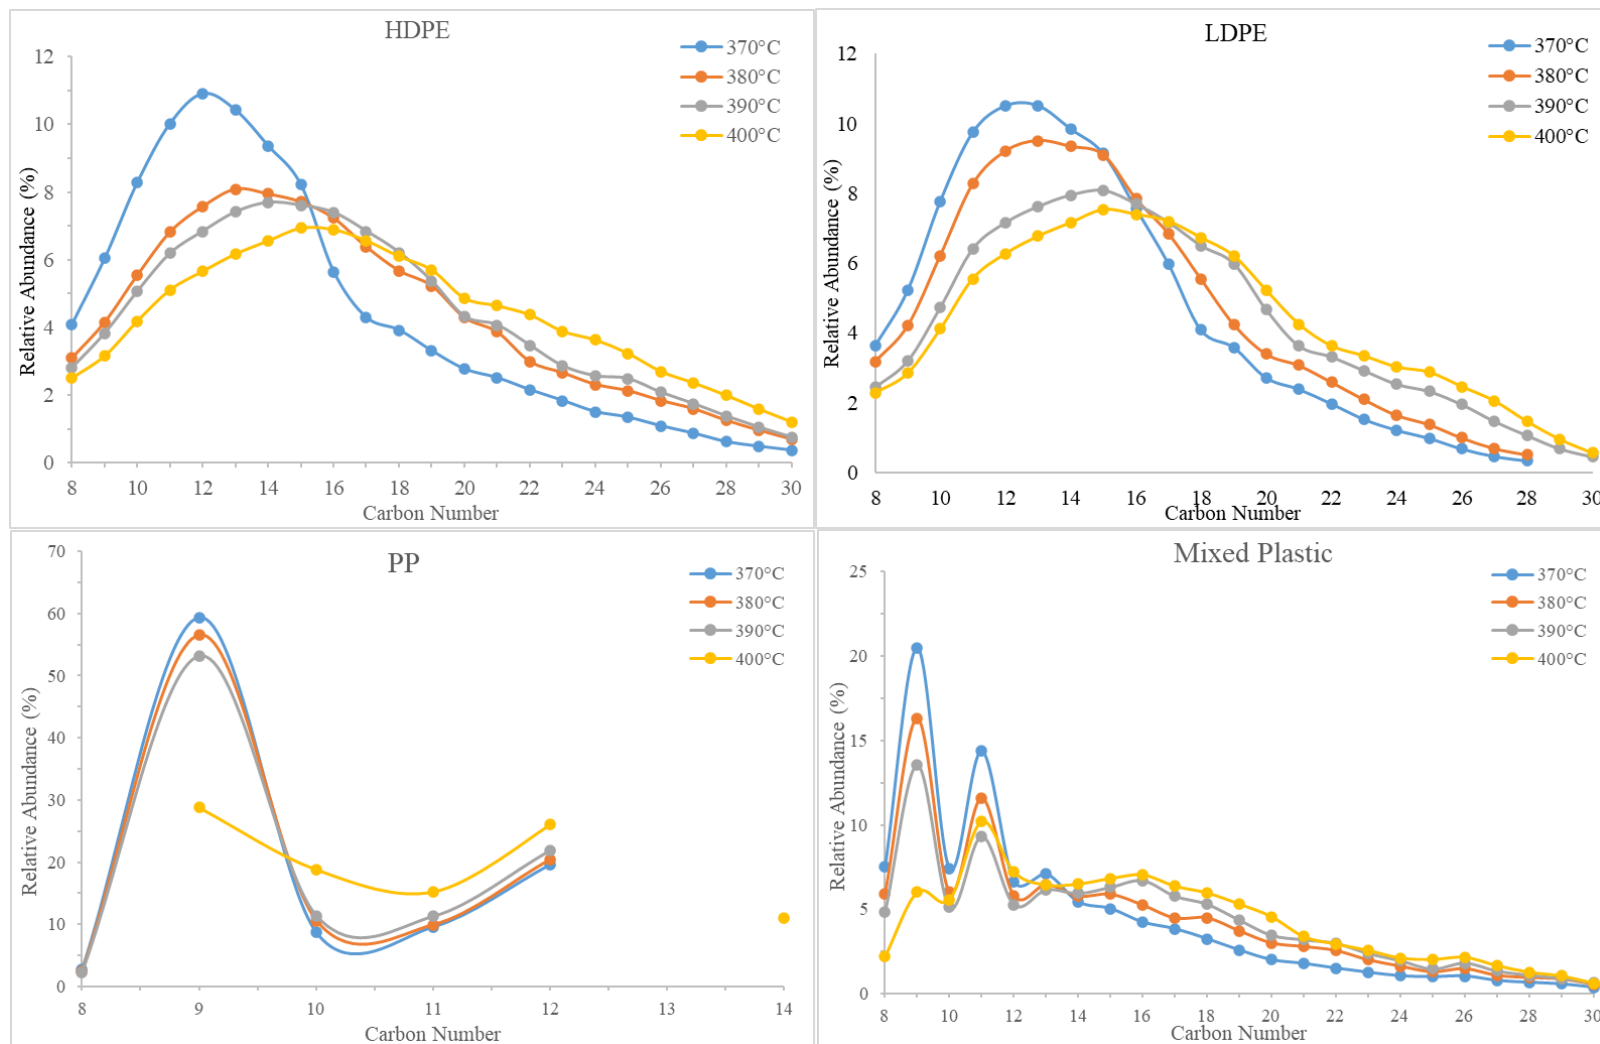 HDPE
370°C
380°C
390°C
400°C
12
10
8
6
4
2
0
Relative Abundance (%)
8 10 12 14 16 18 20 22 24 26 28 30
Carbon Number
LDPE
370°C
380°C
390°C
400°C
12
10
8
6
4
2
0
Relative Abundance (%)
8 10 12 14 16 18 20 22 24 26 28 30
Carbon Number
PP
370°C
380°C
390°C
400°C
70
60
50
40
30
20
10
0
Relative Abundance (%)
8 9 10 11 12 13 14
Carbon Number
Mixed Plastic
370°C
380°C
390°C
400°C
25
20
15
10
5
0
Relative Abundance (%)
8 10 12 14 16 18 20 22 24 26 28 30
Carbon Number